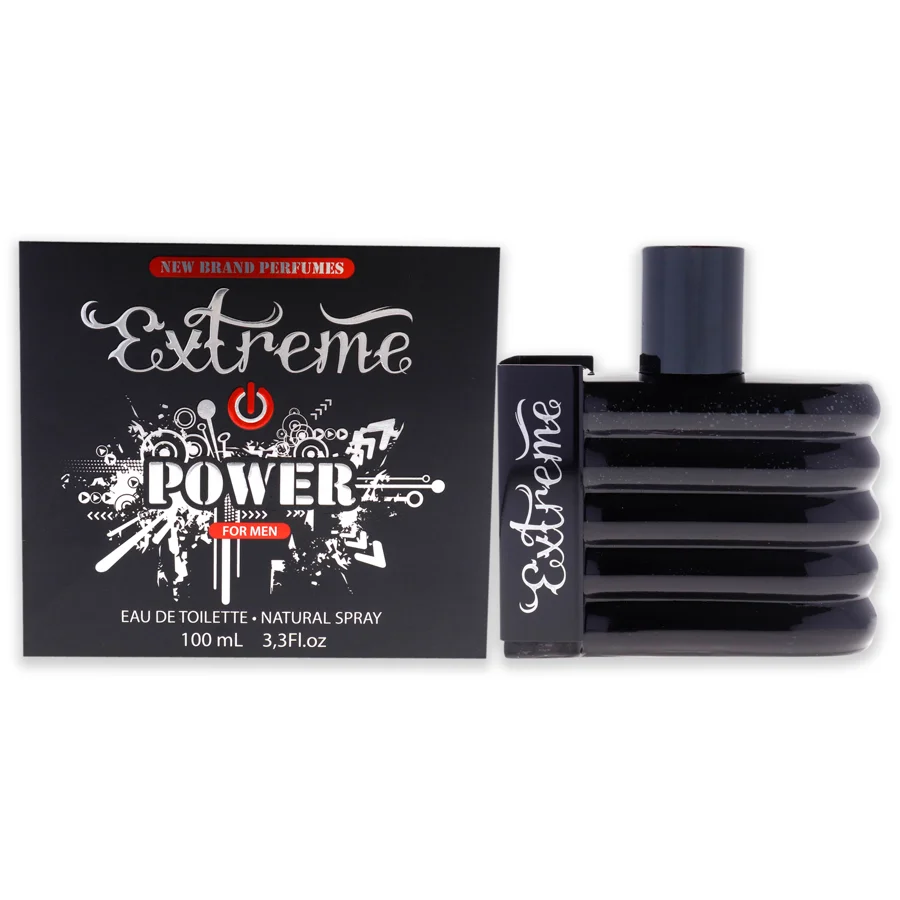 NEW BRAND PERFUMES
Extreme
POWER
FOR MEN
EAU DE TOILETTE • NATURAL SPRAY
100 mL 3,3Fl.oz
Extreme